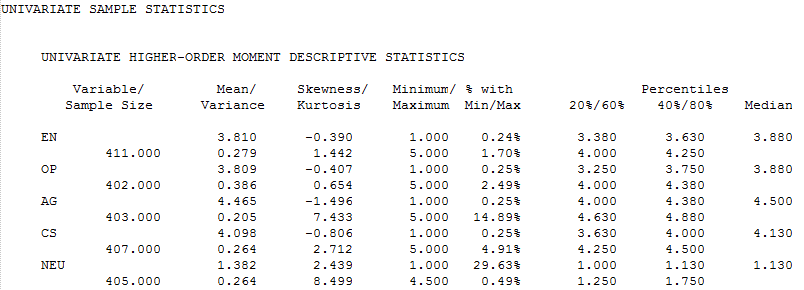 UNIVARIATE SAMPLE STATISTICS
UNIVARIATE HIGHER-ORDER MOMENT DESCRIPTIVE STATISTICS
Variable/ Mean/ Skewness/ Minimum/ % with Percentiles
Sample Size Variance Kurtosis Maximum Min/Max 20%/60% 40%/80% Median
EN 3.810 -0.390 1.000 0.24% 3.380 3.630 3.880
411.000 0.279 1.442 5.000 1.70% 4.000 4.250
OP 3.809 -0.407 1.000 0.25% 3.250 3.750 3.880
402.000 0.386 0.654 5.000 2.49% 4.000 4.380
AG 4.465 -1.496 1.000 0.25% 4.000 4.380 4.500
403.000 0.205 7.433 5.000 14.89% 4.630 4.880
CS 4.098 -0.806 1.000 0.25% 3.630 4.000 4.130
407.000 0.264 2.712 5.000 4.91% 4.250 4.500
NEU 1.382 2.439 1.000 29.63% 1.000 1.130 1.130
405.000 0.264 8.499 4.500 0.49% 1.250 1.750